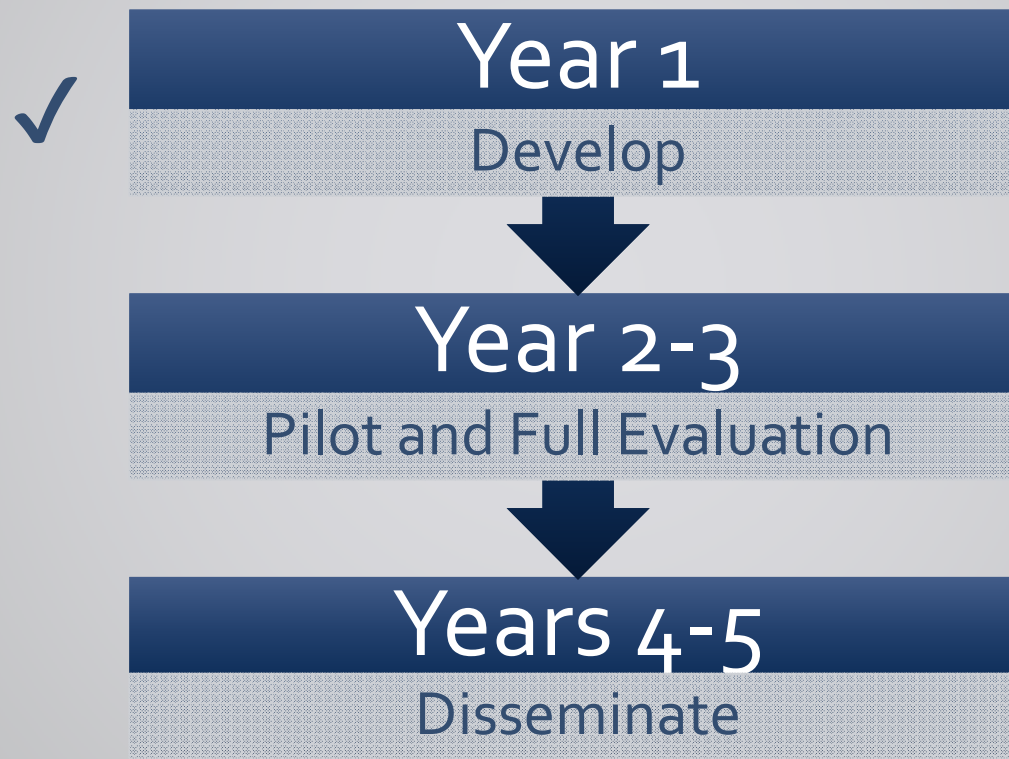 ✓
Year 1
Develop
Year 2-3
Pilot and Full Evaluation
Years 4-5
Disseminate